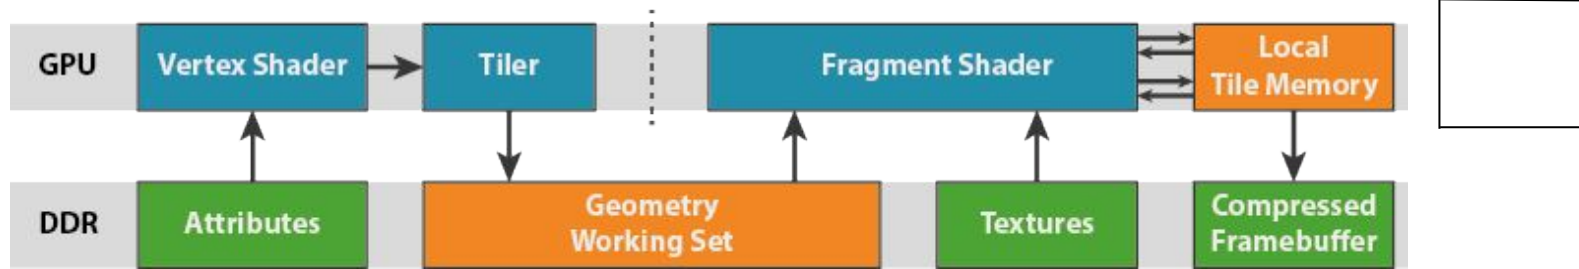 GPU
Vertex Shader
Tiler
Fragment Shader
Local
Tile Memory
DDR
Attributes
Geometry
Working Set
Textures
Compressed
Framebuffer